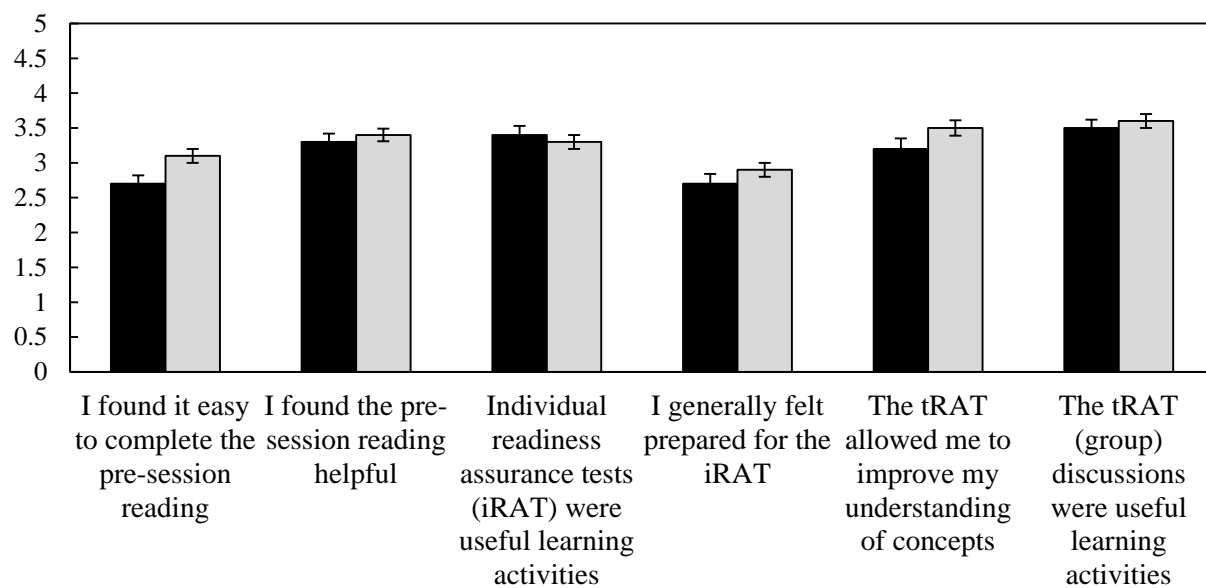 5
4.5
4
3.5
3
2.5
2
1.5
1
0.5
0
I found it easy
to complete the
pre-session
reading
I found the pre-
session reading
helpful
Individual
readiness
assurance tests
(iRAT) were
useful learning
activities
I generally felt
prepared for the
iRAT
The tRAT
allowed me to
improve my
understanding
of concepts
The tRAT
(group)
discussions
were useful
learning
activities